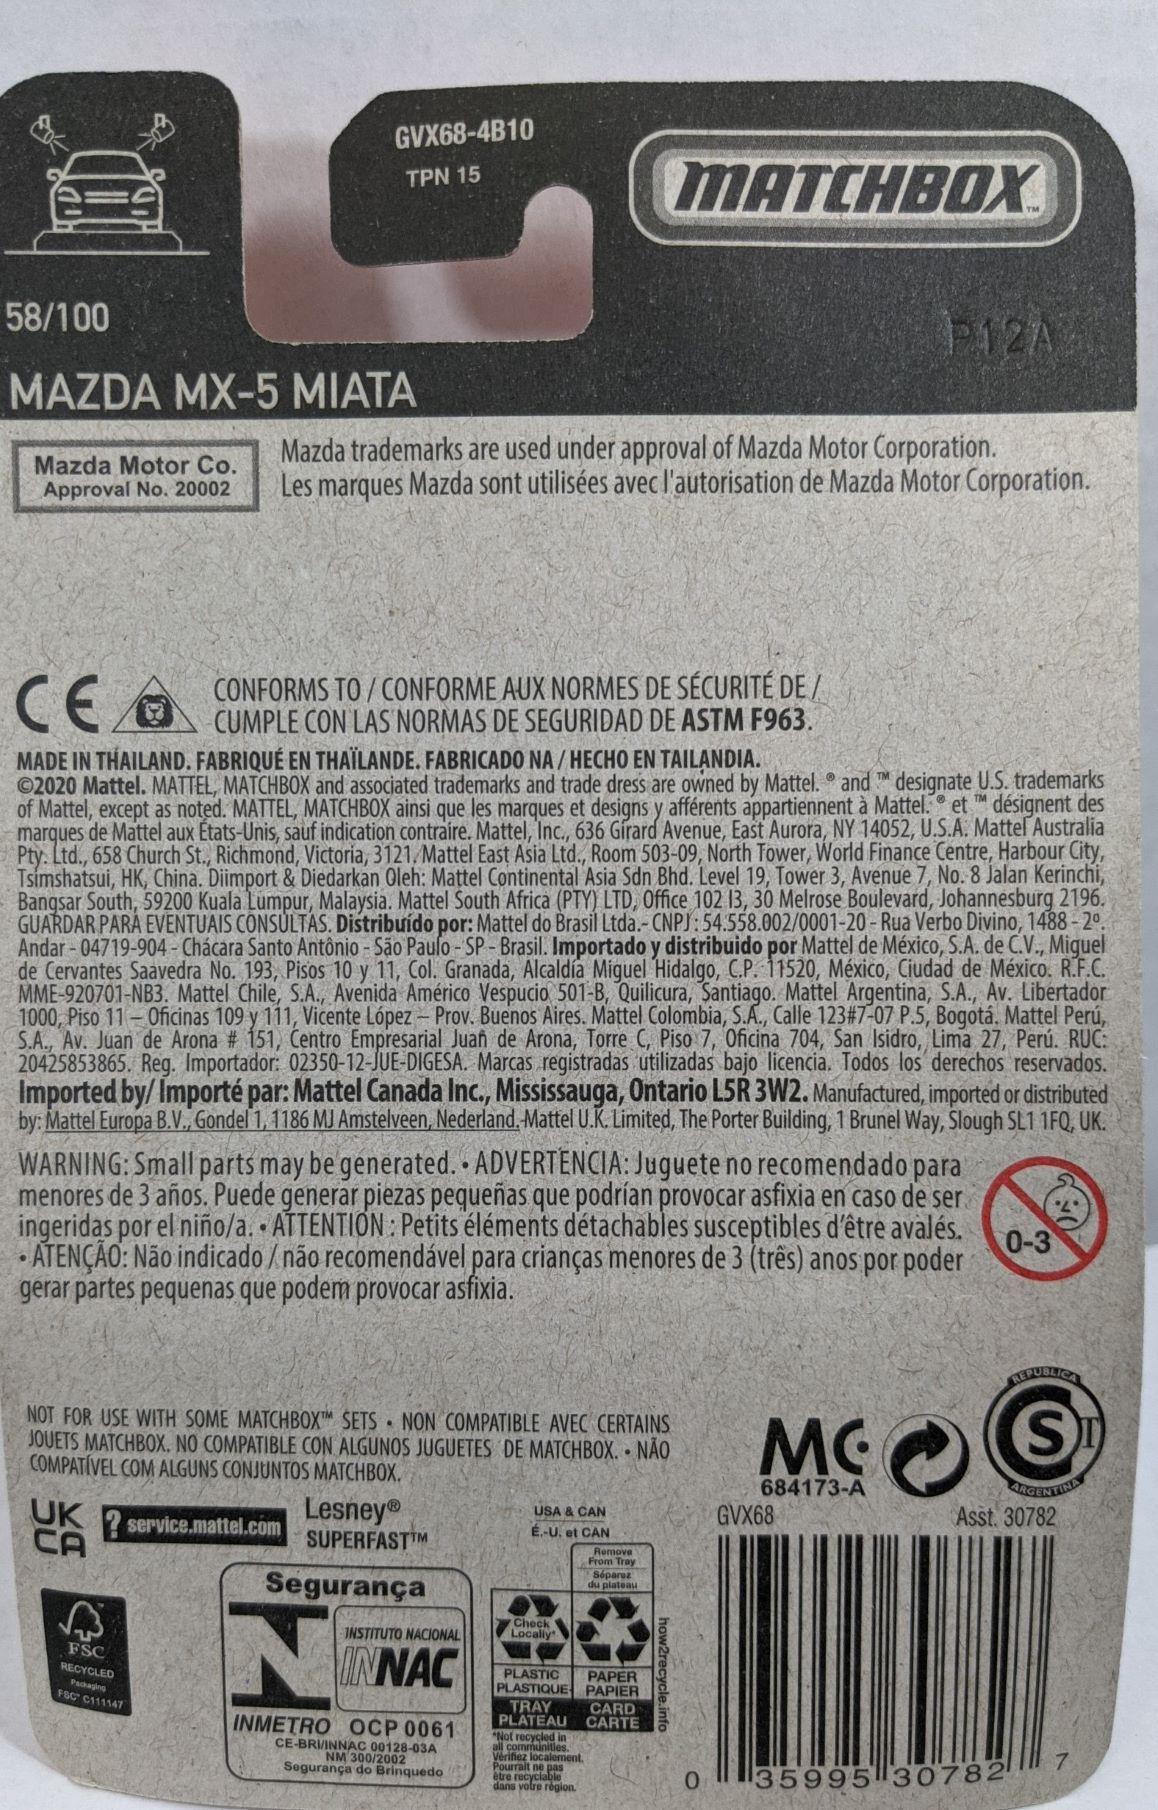 GVX68-4B10
TPN 15
MATCHBOX™
58/100
P12A
MAZDA MX-5 MIATA
Mazda Motor Co.
Approval No. 20002
Mazda trademarks are used under approval of Mazda Motor Corporation.
Les marques Mazda sont utilisées avec l'autorisation de Mazda Motor Corporation.
CE
CONFORMS TO / CONFORME AUX NORMES DE SÉCURITÉ DE /
CUMPLE CON LAS NORMAS DE SEGURIDAD DE ASTM F963.
MADE IN THAILAND. FABRIQUÉ EN THAÏLANDE. FABRICADO NA / HECHO EN TAILANDIA.
©2020 Mattel. MATTEL, MATCHBOX and associated trademarks and trade dress are owned by Mattel. ® and ™ designate U.S. trademarks
of Mattel, except as noted. MATTEL, MATCHBOX ainsi que les marques et designs y afférents appartiennent à Mattel. ® et ™ désignent des
marques de Mattel aux États-Unis, sauf indication contraire. Mattel, Inc., 636 Girard Avenue, East Aurora, NY 14052, U.S.A. Mattel Australia
Pty. Ltd., 658 Church St., Richmond, Victoria, 3121. Mattel East Asia Ltd., Room 503-09, North Tower, World Finance Centre, Harbour City,
Tsimshatsui, HK, China. Diimport & Diedarkan Oleh: Mattel Continental Asia Sdn Bhd. Level 19, Tower 3, Avenue 7, No. 8 Jalan Kerinchi,
Bangsar South, 59200 Kuala Lumpur, Malaysia. Mattel South Africa (PTY) LTD, Office 102 I3, 30 Melrose Boulevard, Johannesburg 2196.
GUARDAR PARA EVENTUAIS CONSULTAS. Distribuído por: Mattel do Brasil Ltda.- CNPJ : 54.558.002/0001-20 - Rua Verbo Divino, 1488 - 2º.
Andar - 04719-904 - Chácara Santo Antônio - São Paulo - SP - Brasil. Importado y distribuido por Mattel de México, S.A. de C.V., Miguel
de Cervantes Saavedra No. 193, Pisos 10 y 11, Col. Granada, Alcaldía Miguel Hidalgo, C.P. 11520, México, Ciudad de México. R.F.C.
MME-920701-NB3. Mattel Chile, S.A., Avenida Américo Vespucio 501-B, Quilicura, Santiago. Mattel Argentina, S.A., Av. Libertador
1000, Piso 11 – Oficinas 109 y 111, Vicente López – Prov. Buenos Aires. Mattel Colombia, S.A., Calle 123#7-07 P.5, Bogotá. Mattel Perú,
S.A., Av. Juan de Arona # 151, Centro Empresarial Juan de Arona, Torre C, Piso 7, Oficina 704, San Isidro, Lima 27, Perú. RUC:
20425853865. Reg. Importador: 02350-12-JUE-DIGESA. Marcas registradas utilizadas bajo licencia. Todos los derechos reservados.
Imported by/ Importé par: Mattel Canada Inc., Mississauga, Ontario L5R 3W2. Manufactured, imported or distributed
by: Mattel Europa B.V., Gondel 1, 1186 MJ Amstelveen, Nederland. Mattel U.K. Limited, The Porter Building, 1 Brunel Way, Slough SL1 1FQ, UK.
WARNING: Small parts may be generated. • ADVERTENCIA: Juguete no recomendado para
menores de 3 años. Puede generar piezas pequeñas que podrían provocar asfixia en caso de ser
ingeridas por el niño/a. • ATTENTION : Petits éléments détachables susceptibles d'être avalés.
• ATENÇÃO: Não indicado / não recomendável para crianças menores de 3 (três) anos por poder
gerar partes pequenas que podem provocar asfixia.
0-3
NOT FOR USE WITH SOME MATCHBOX™ SETS • NON COMPATIBLE AVEC CERTAINS
JOUETS MATCHBOX. NO COMPATIBLE CON ALGUNOS JUGUETES DE MATCHBOX. • NÃO
COMPATÍVEL COM ALGUNS CONJUNTOS MATCHBOX.
MC
684173-A
REPUBLICA
S T
ARGENTINA
UK
CA
? service.mattel.com
Lesney®
SUPERFAST™
USA & CAN
É.-U. et CAN
Remove
From Tray
Séparez
du plateau
Check
Locally*
PLASTIC
PLASTIQUE
PAPER
PAPIER
TRAY
PLATEAU
CARD
CARTE
how2recycle.info
*Not recycled in
all communities.
Vérifiez localement.
Pourrait ne pas
être recyclable
dans votre région.
FSC
RECYCLED
Packaging
FSC® C111147
Segurança
INSTITUTO NACIONAL
INNAC
INMETRO OCP 0061
CE-BRI/INNAC 00128-03A
NM 300/2002
Segurança do Brinquedo
GVX68
Asst. 30782
0 35995 30782 7